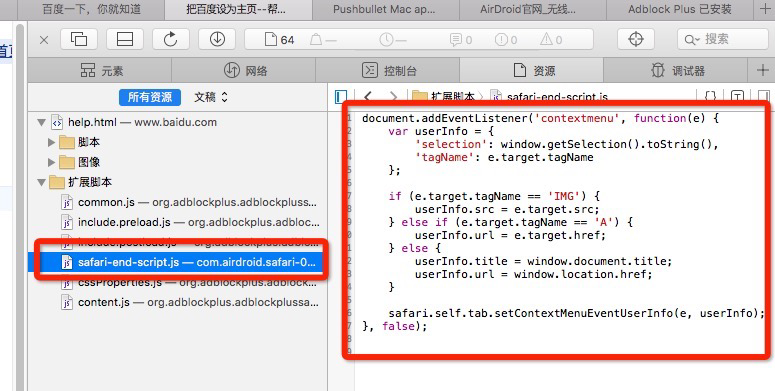 百度一下，你就知道
把百度设为主页--帮...
Pushbullet Mac ap...
AirDroid官网_无线...
Adblock Plus 已安装
64
—
—
0
0
0
搜索
元素
网络
控制台
资源
调试器
所有资源
文稿
扩展脚本
safari-end-script.js
help.html — www.baidu.com
脚本
图像
扩展脚本
common.js — org.adblockplus.adblockpluss...
include.preload.js — org.adblockplus.adbloc...
include.postload.js — org.adblockplus.adblo...
safari-end-script.js — com.airdroid.safari-0...
cssProperties.js — org.adblockplus.adblock...
content.js — org.adblockplus.adblockplussa...
document.addEventListener('contextmenu', function(e) {
var userInfo = {
'selection': window.getSelection().toString(),
'tagName': e.target.tagName
};
if (e.target.tagName == 'IMG') {
userInfo.src = e.target.src;
} else if (e.target.tagName == 'A') {
userInfo.url = e.target.href;
} else {
userInfo.title = window.document.title;
userInfo.url = window.location.href;
}
safari.self.tab.setContextMenuEventUserInfo(e, userInfo);
}, false);